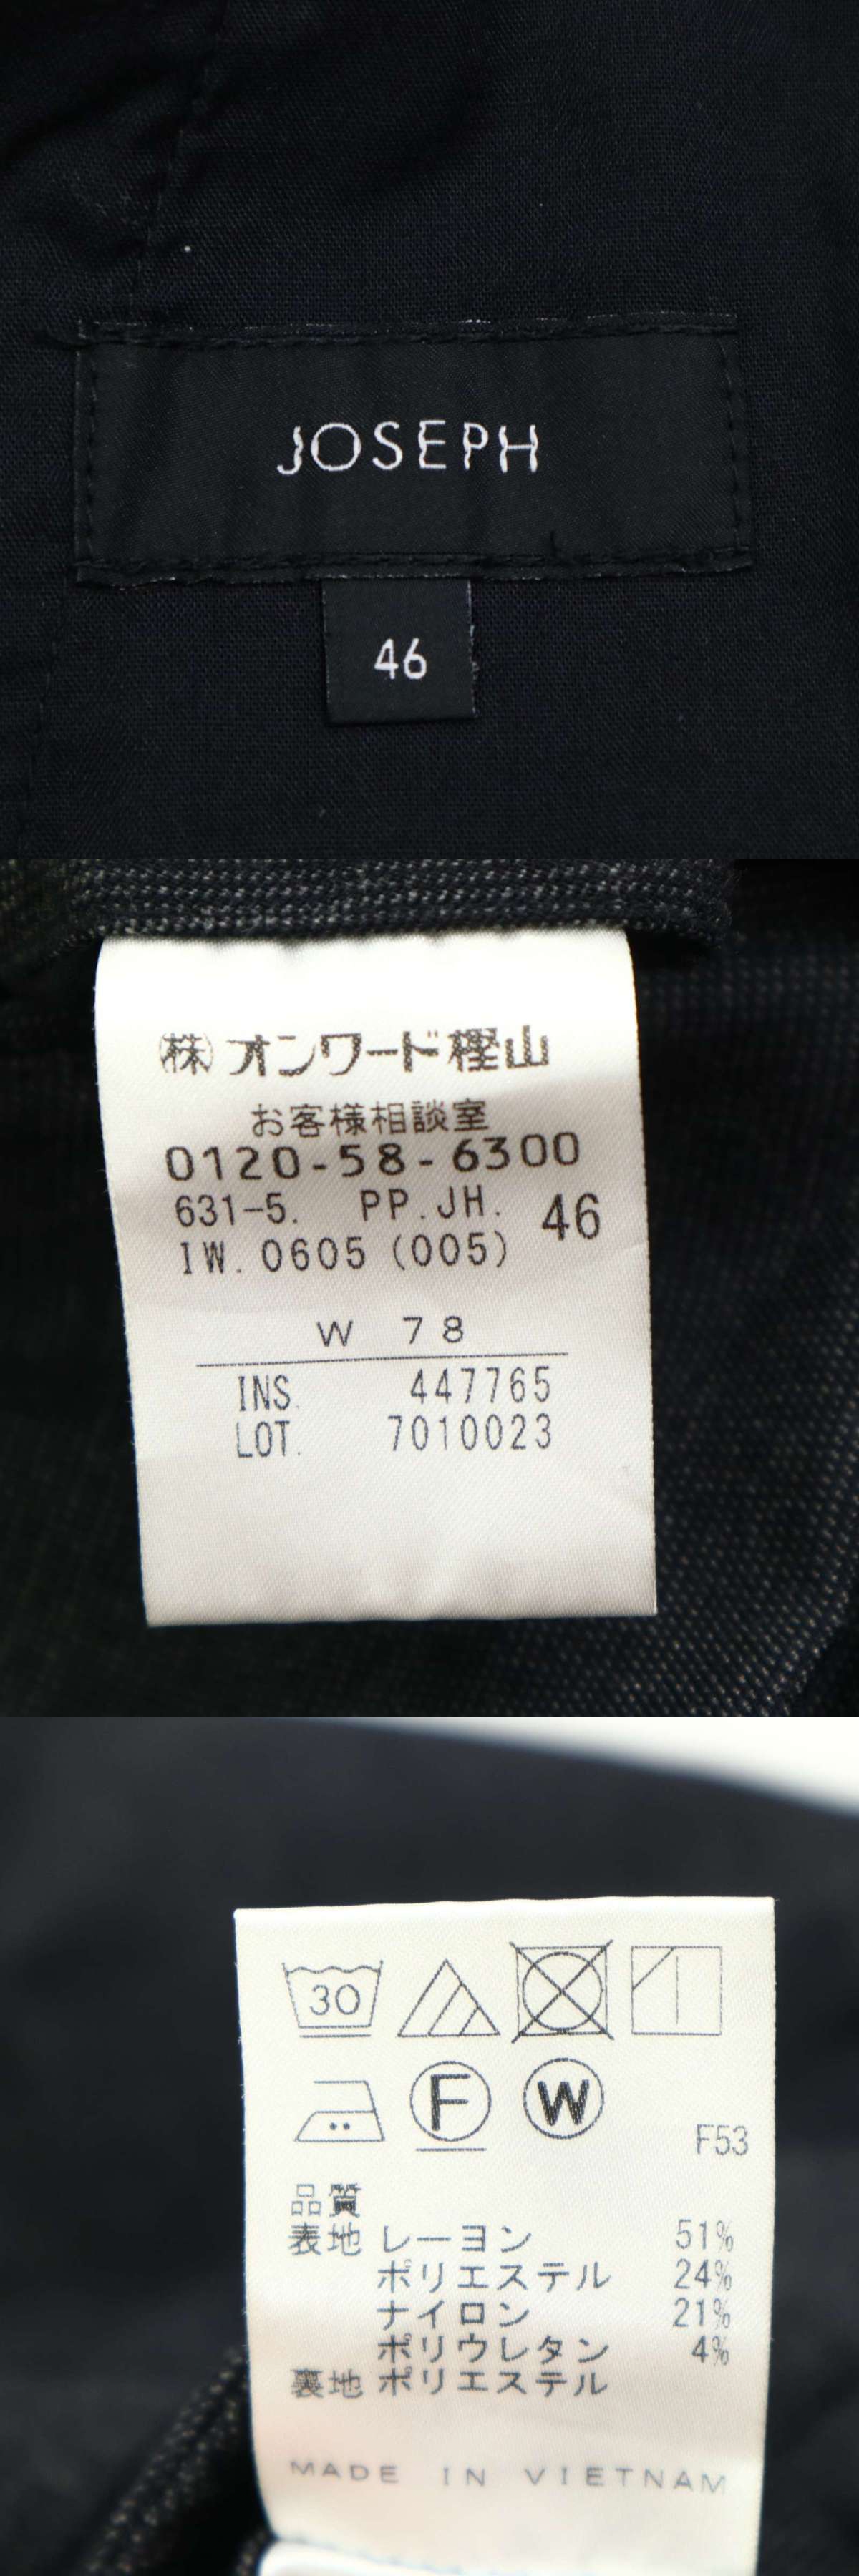 JOSEPH
46
㈱オンワード樫山
お客様相談室
0120-58-6300
631-5. PP.JH. 46
IW.0605 (005)
W 78
INS. 447765
LOT. 7010023
30
F W
F53
品質
表地 レーヨン 51%
ポリエステル 24%
ナイロン 21%
ポリウレタン 4%
裏地 ポリエステル
MADE IN VIETNAM